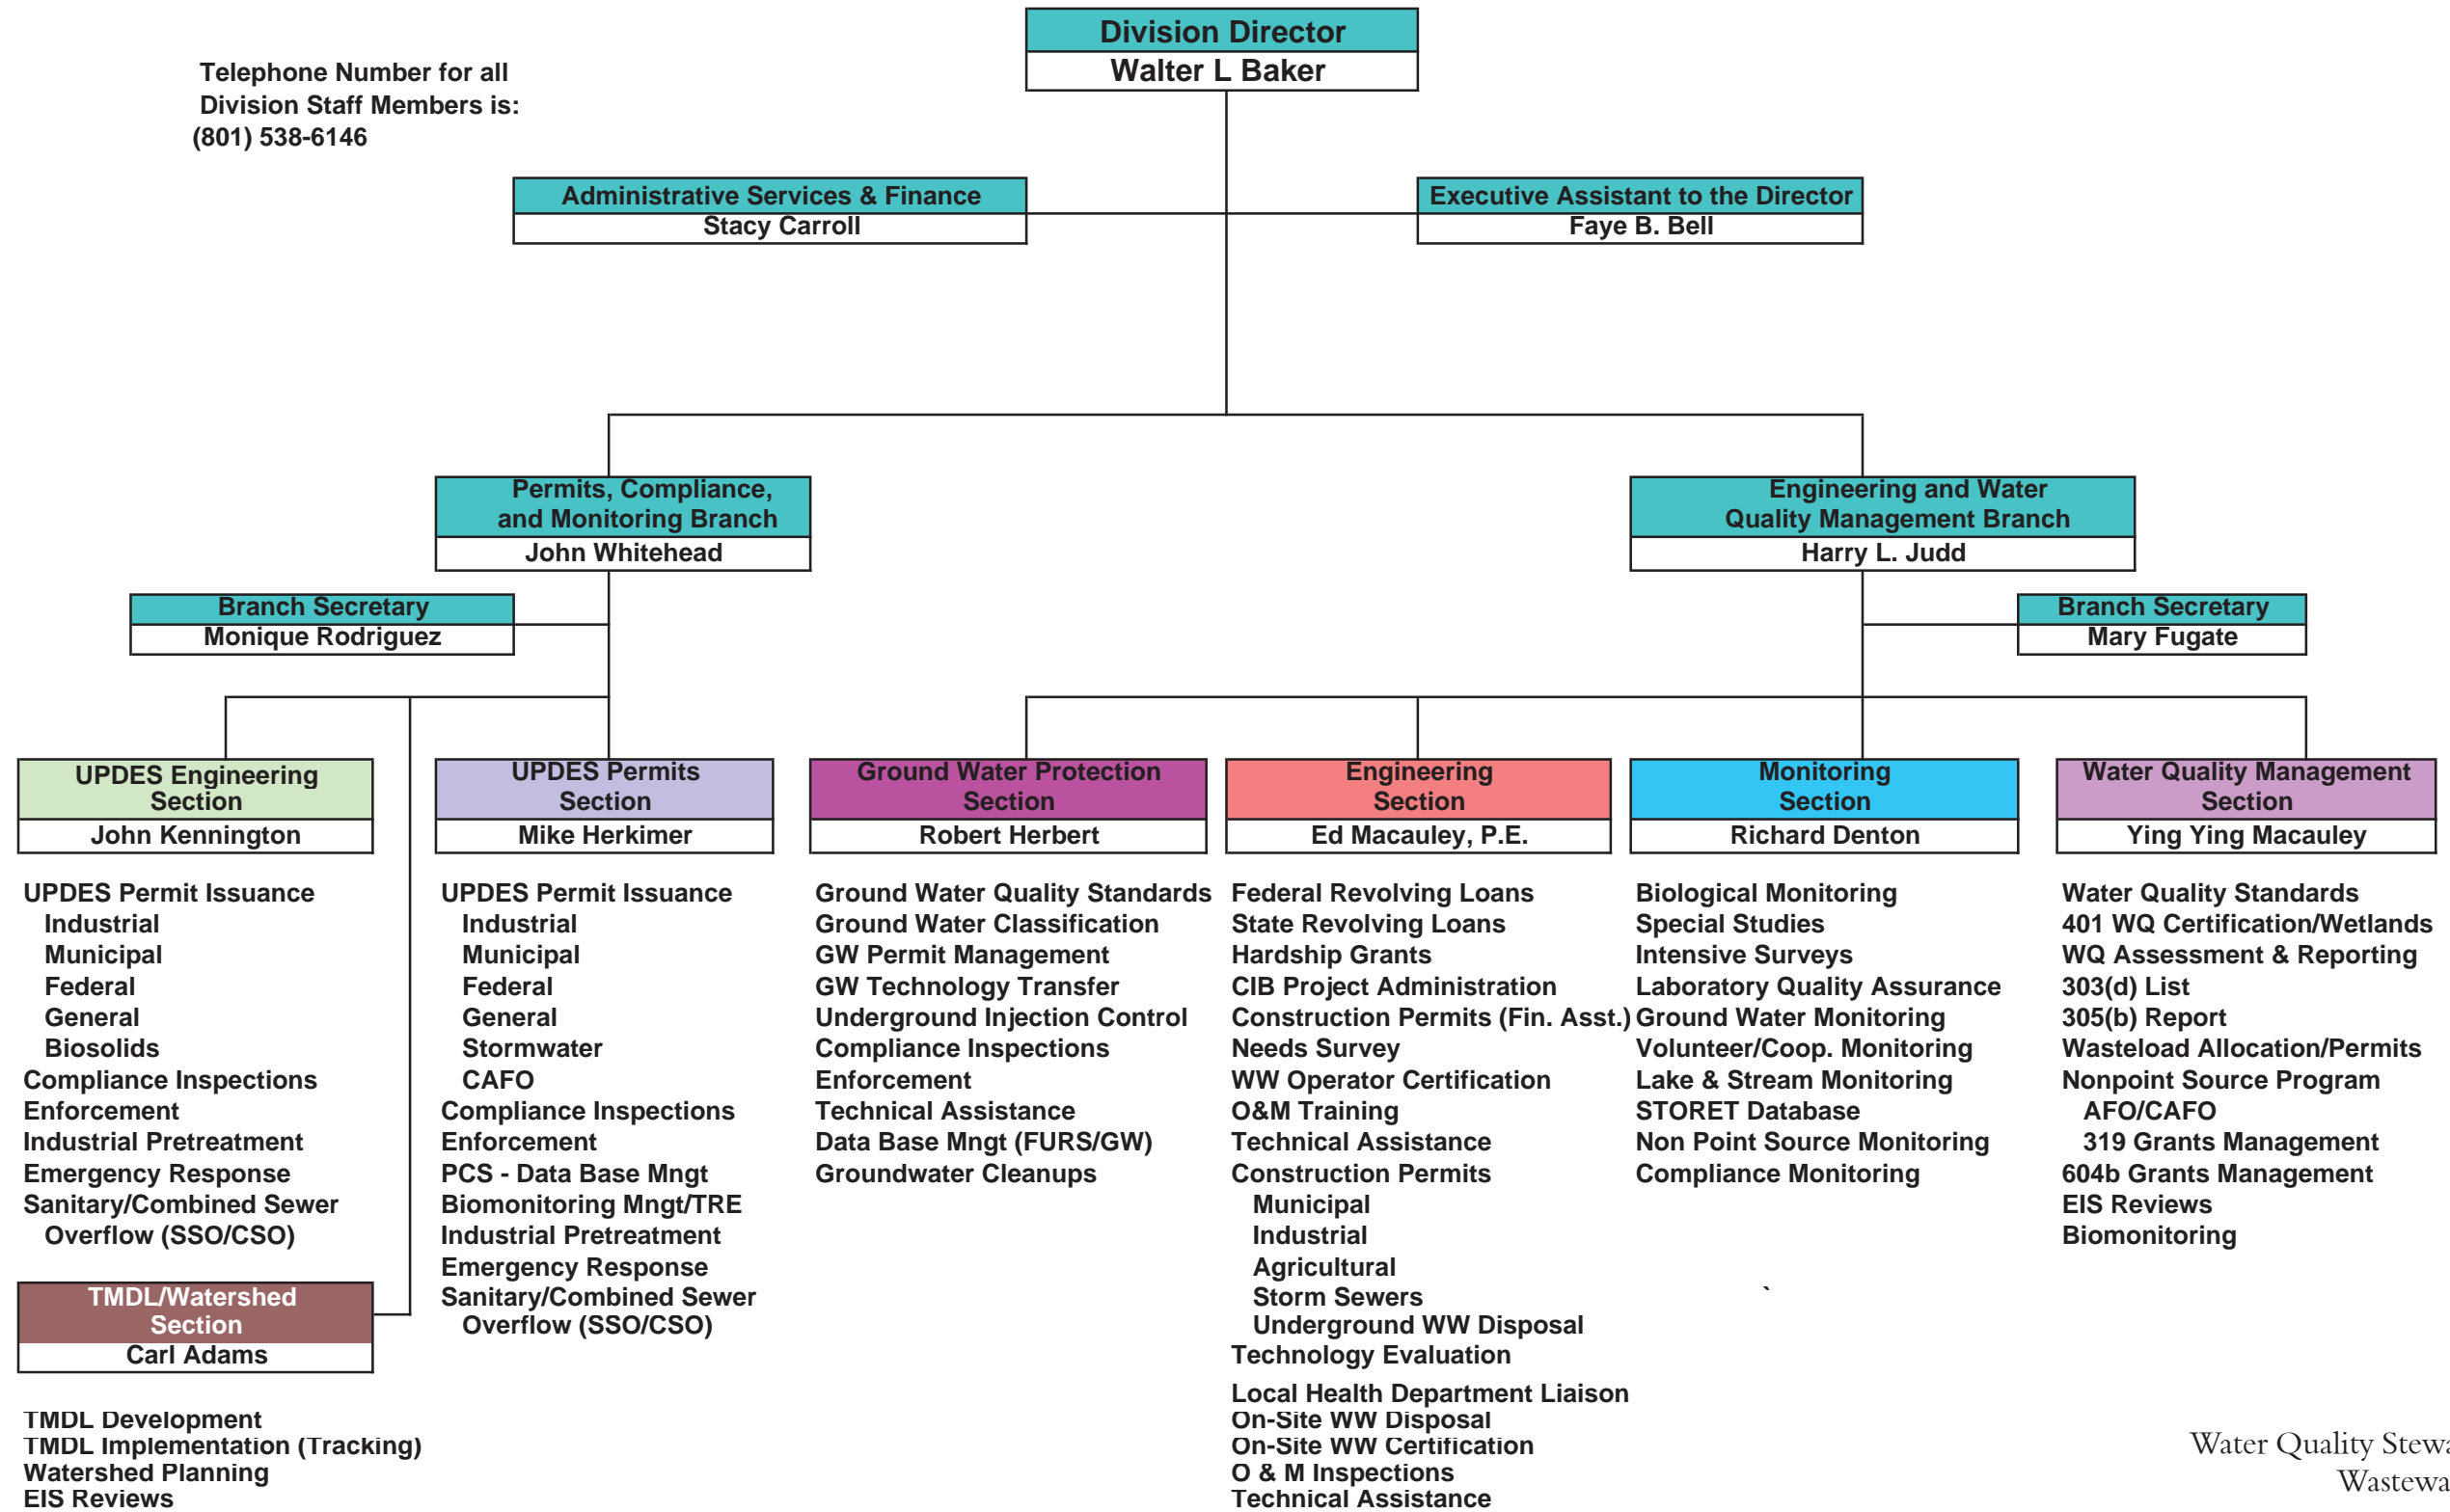 Division Director
Walter L Baker
Telephone Number for all
Division Staff Members is:
(801) 538-6146
Administrative Services & Finance
Stacy Carroll
Executive Assistant to the Director
Faye B. Bell
Permits, Compliance,
and Monitoring Branch
John Whitehead
Engineering and Water
Quality Management Branch
Harry L. Judd
Branch Secretary
Monique Rodriguez
Branch Secretary
Mary Fugate
UPDES Engineering
Section
John Kennington
UPDES Permit Issuance
Industrial
Municipal
Federal
General
Biosolids
Compliance Inspections
Enforcement
Industrial Pretreatment
Emergency Response
Sanitary/Combined Sewer
Overflow (SSO/CSO)
TMDL/Watershed
Section
Carl Adams
TMDL Development
TMDL Implementation (Tracking)
Watershed Planning
EIS Reviews
UPDES Permits
Section
Mike Herkimer
UPDES Permit Issuance
Industrial
Municipal
Federal
General
Stormwater
CAFO
Compliance Inspections
Enforcement
PCS - Data Base Mngt
Biomonitoring Mngt/TRE
Industrial Pretreatment
Emergency Response
Sanitary/Combined Sewer
Overflow (SSO/CSO)
Ground Water Protection
Section
Robert Herbert
Ground Water Quality Standards
Ground Water Classification
GW Permit Management
GW Technology Transfer
Underground Injection Control
Compliance Inspections
Enforcement
Technical Assistance
Data Base Mngt (FURS/GW)
Groundwater Cleanups
Engineering
Section
Ed Macauley, P.E.
Federal Revolving Loans
State Revolving Loans
Hardship Grants
CIB Project Administration
Construction Permits (Fin. Asst.)
Needs Survey
WW Operator Certification
O&M Training
Technical Assistance
Construction Permits
Municipal
Industrial
Agricultural
Storm Sewers
Underground WW Disposal
Technology Evaluation
Local Health Department Liaison
On-Site WW Disposal
On-Site WW Certification
O & M Inspections
Technical Assistance
Monitoring
Section
Richard Denton
Biological Monitoring
Special Studies
Intensive Surveys
Laboratory Quality Assurance
Ground Water Monitoring
Volunteer/Coop. Monitoring
Lake & Stream Monitoring
STORET Database
Non Point Source Monitoring
Compliance Monitoring
`
Water Quality Management
Section
Ying Ying Macauley
Water Quality Standards
401 WQ Certification/Wetlands
WQ Assessment & Reporting
303(d) List
305(b) Report
Wasteload Allocation/Permits
Nonpoint Source Program
AFO/CAFO
319 Grants Management
604b Grants Management
EIS Reviews
Biomonitoring
Water Quality Stewa
Wastewa